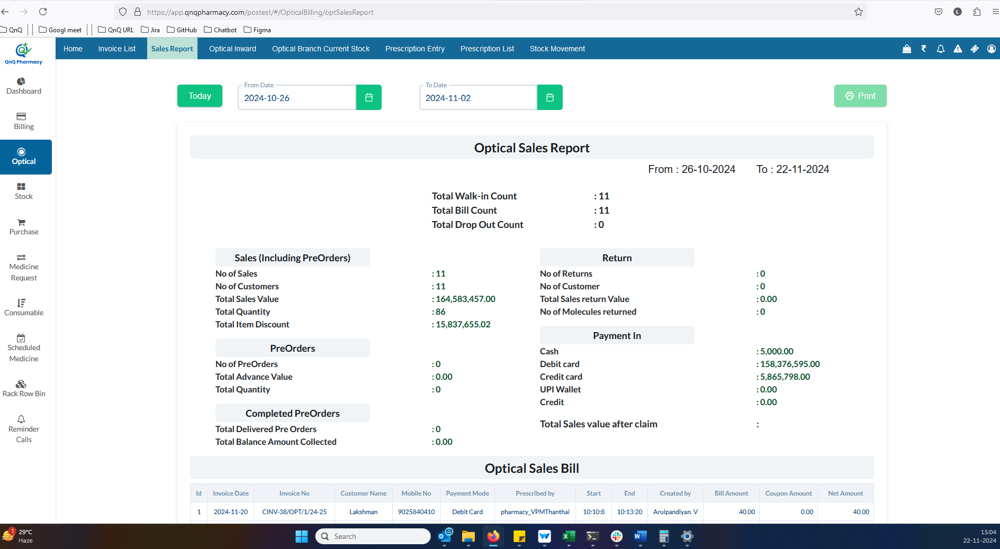 https://app.qnqpharmacy.com/postest/#/OpticalBilling/optSalesReport
L
QnQ
Googl meet
QnQ URL
Jira
GitHub
Chatbot
Figma
QnQ Pharmacy
Home
Invoice List
Sales Report
Optical Inward
Optical Branch Current Stock
Prescription Entry
Prescription List
Stock Movement
Dashboard
Billing
Optical
Stock
Purchase
Medicine
Request
Consumable
Scheduled
Medicine
Rack Row Bin
Reminder
Calls
Today
From Date
2024-10-26
To Date
2024-11-02
Print
Optical Sales Report
From : 26-10-2024 To : 22-11-2024
Total Walk-in Count : 11
Total Bill Count : 11
Total Drop Out Count : 0
Sales (Including PreOrders)
No of Sales : 11
No of Customers : 11
Total Sales Value : 164,583,457.00
Total Quantity : 86
Total Item Discount : 15,837,655.02
PreOrders
No of PreOrders : 0
Total Advance Value : 0.00
Total Quantity : 0
Completed PreOrders
Total Delivered Pre Orders : 0
Total Balance Amount Collected : 0.00
Return
No of Returns : 0
No of Customer : 0
Total Sales return Value : 0.00
No of Molecules returned : 0
Payment In
Cash : 5,000.00
Debit card : 158,376,595.00
Credit card : 5,865,798.00
UPI Wallet : 0.00
Credit : 0.00
Total Sales value after claim :
Optical Sales Bill
Id Invoice Date Invoice No Customer Name Mobile No Payment Mode Prescribed by Start End Created by Bill Amount Coupon Amount Net Amount
1 2024-11-20 CINV-38/OPT/1/24-25 Lakshman 9025840410 Debit Card pharmacy_VPMThanthai 10:10:8 10:13:20 Arulpandiyan. V 40.00 0.00 40.00
1
29°C
Haze
Search
15:04
22-11-2024